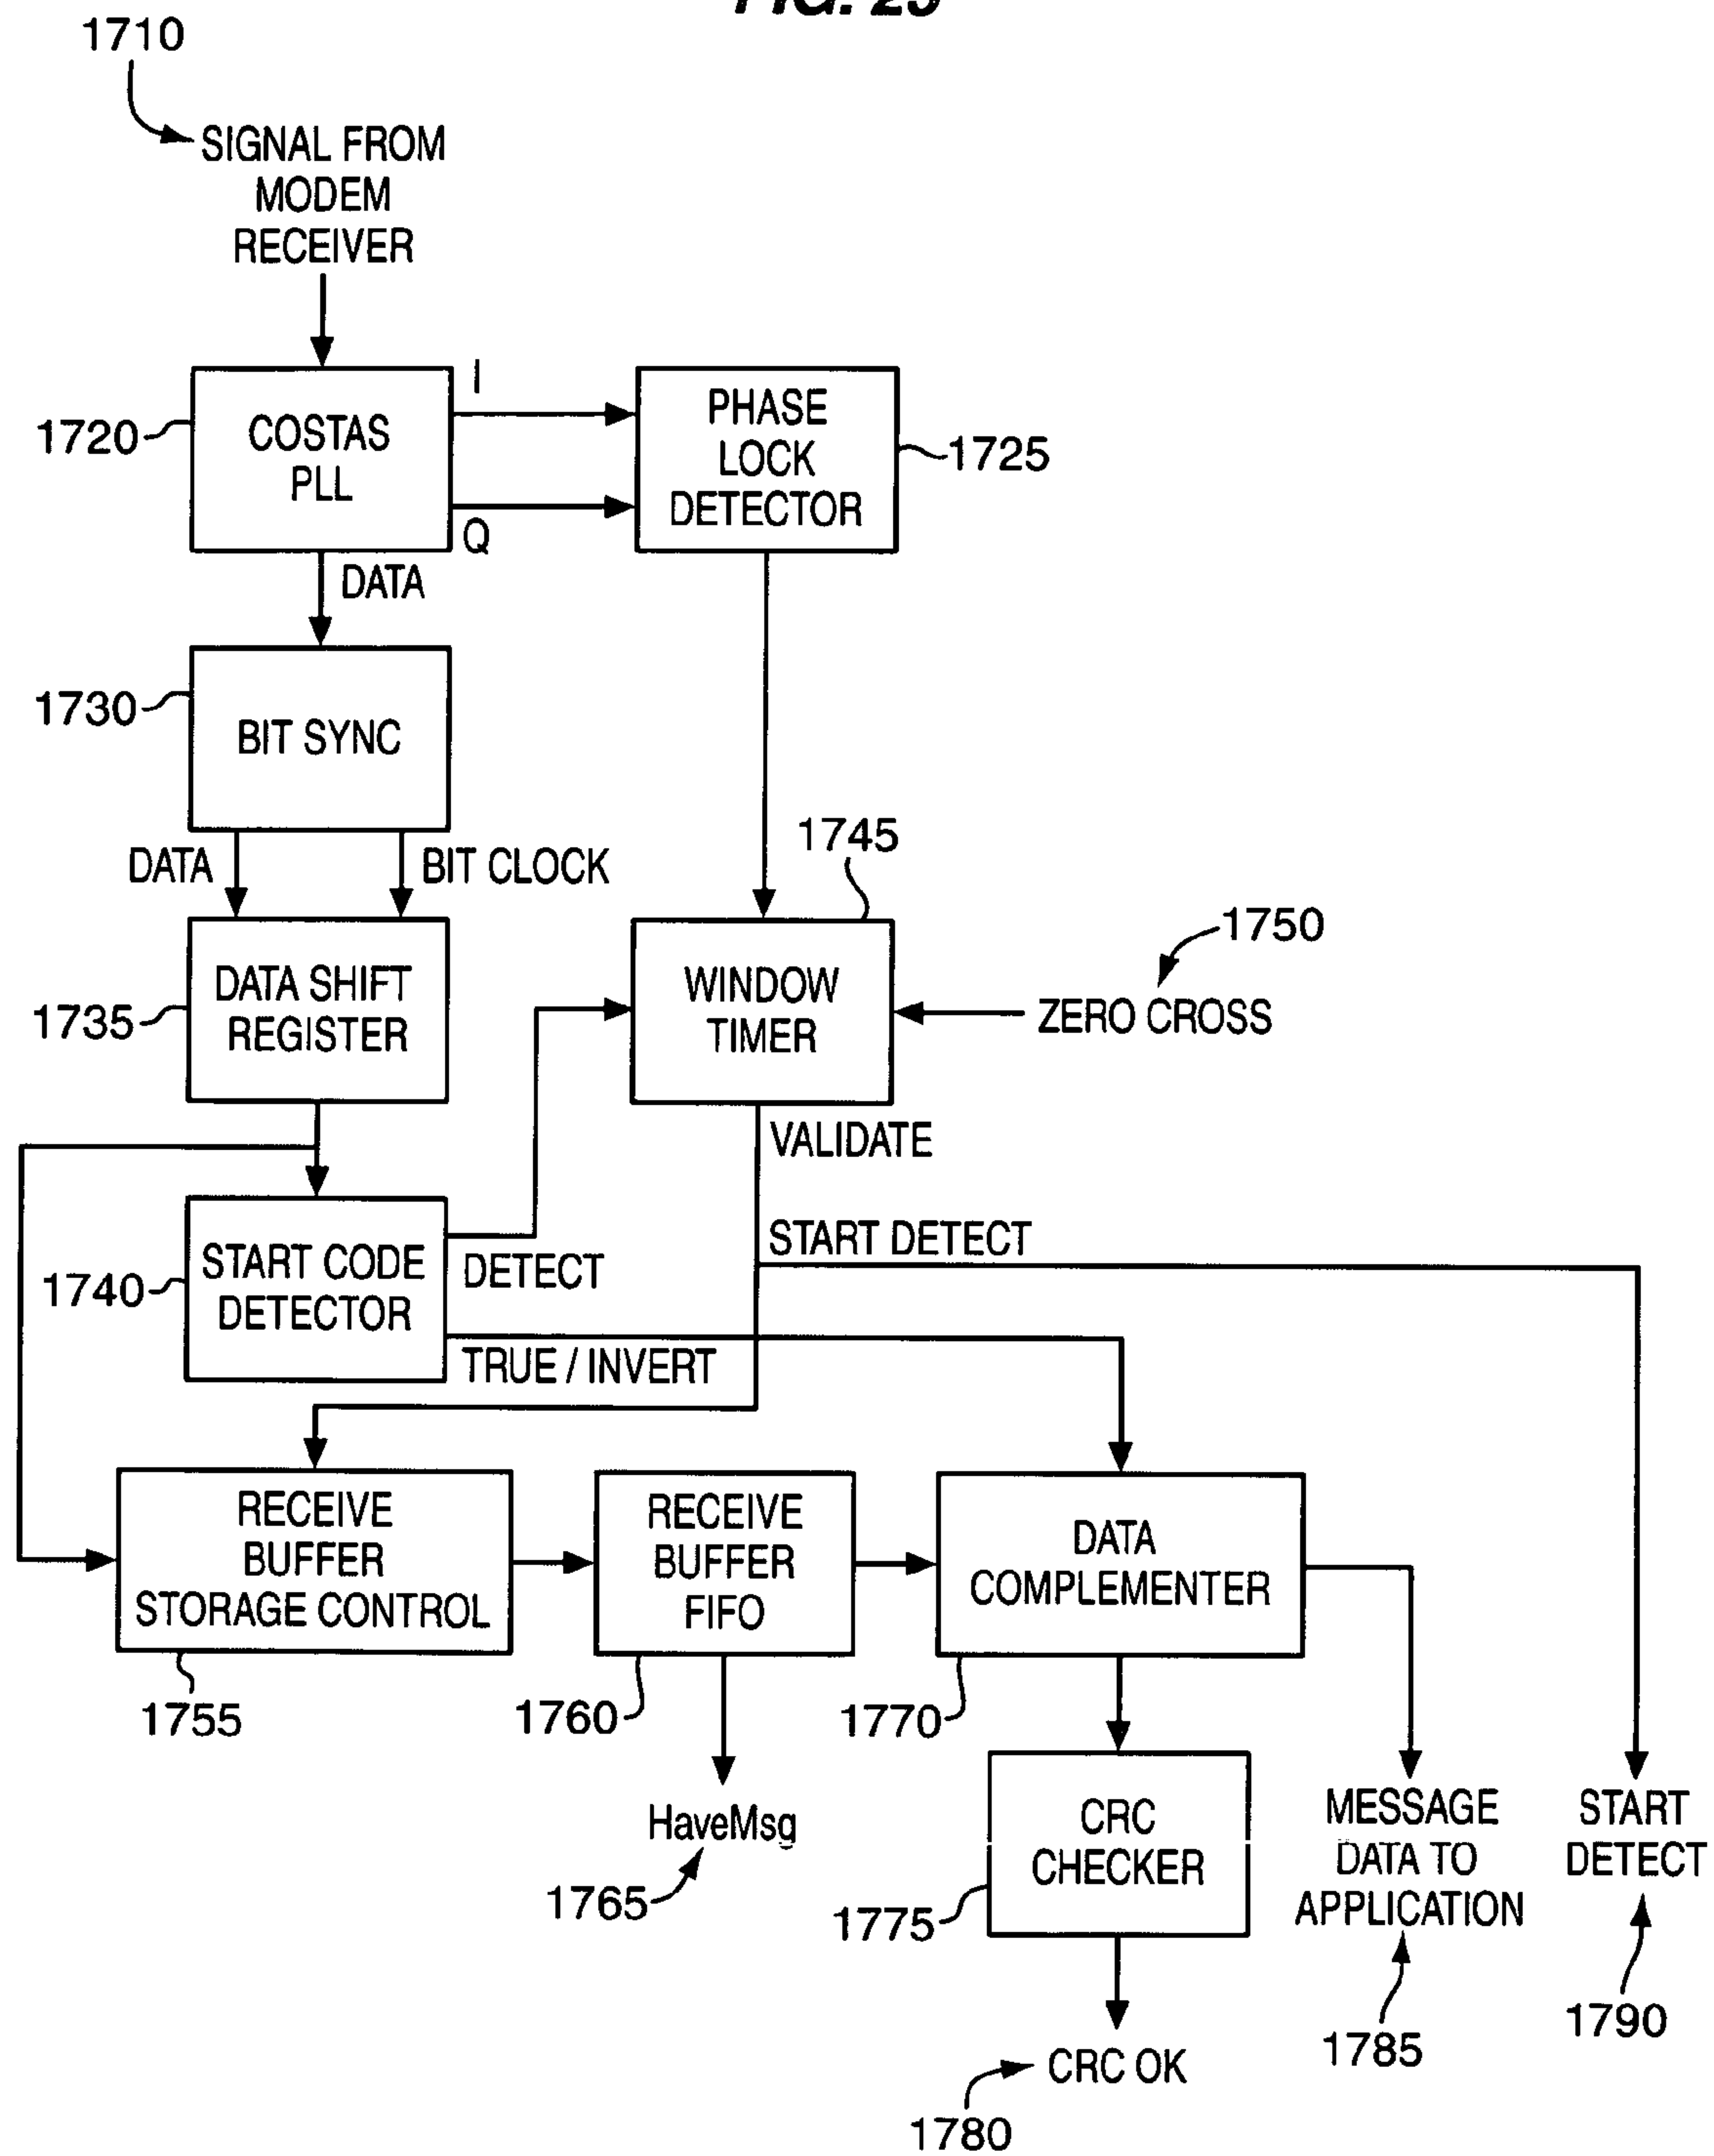 FIG. 23
1710
SIGNAL FROM
MODEM
RECEIVER
I
1720
COSTAS
PLL
PHASE
LOCK
DETECTOR
1725
Q
DATA
1730
BIT SYNC
1745
DATA
BIT CLOCK
1750
1735
DATA SHIFT
REGISTER
WINDOW
TIMER
ZERO CROSS
VALIDATE
START DETECT
1740
START CODE
DETECTOR
DETECT
TRUE / INVERT
RECEIVE
BUFFER
STORAGE CONTROL
RECEIVE
BUFFER
FIFO
DATA
COMPLEMENTER
1755
1760
1770
HaveMsg
1765
CRC
CHECKER
1775
MESSAGE
DATA TO
APPLICATION
START
DETECT
1785
1790
CRC OK
1780